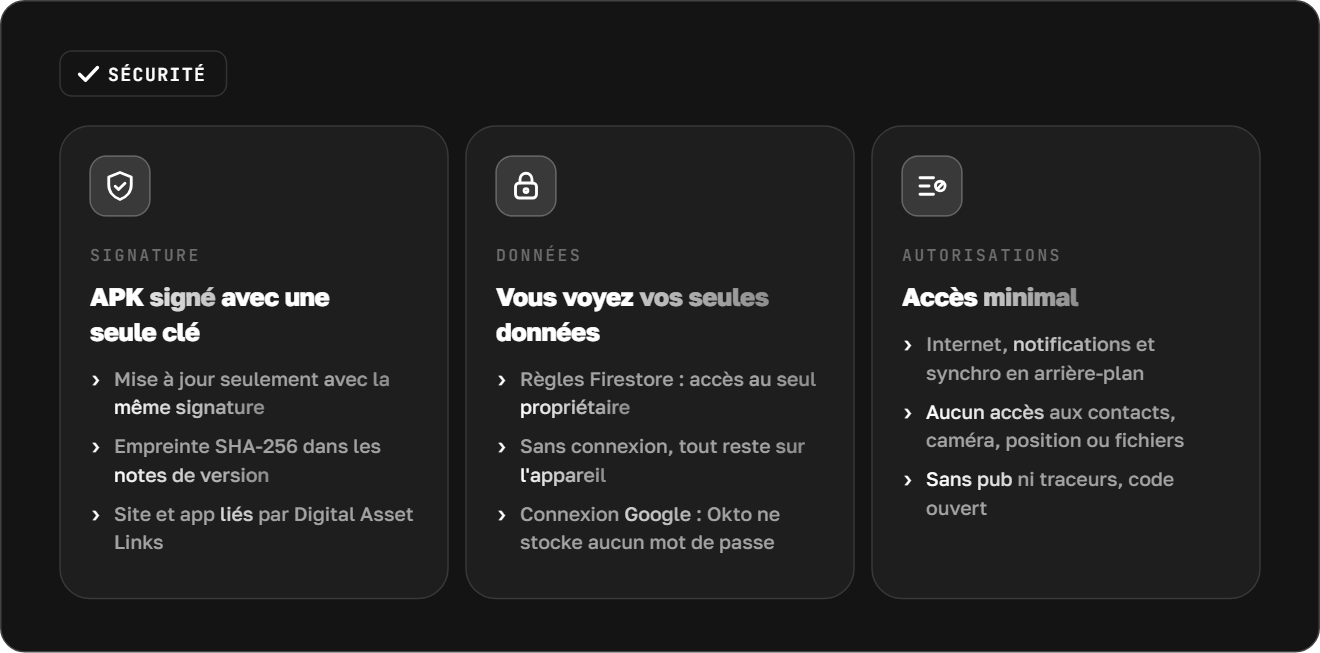 SÉCURITÉ
SIGNATURE
APK signé avec une
seule clé
› Mise à jour seulement avec la
même signature
› Empreinte SHA-256 dans les
notes de version
› Site et app liés par Digital Asset
Links
DONNÉES
Vous voyez vos seules
données
› Règles Firestore : accès au seul
propriétaire
› Sans connexion, tout reste sur
l'appareil
› Connexion Google : Okto ne
stocke aucun mot de passe
AUTORISATIONS
Accès minimal
› Internet, notifications et
synchro en arrière-plan
› Aucun accès aux contacts,
caméra, position ou fichiers
› Sans pub ni traceurs, code
ouvert